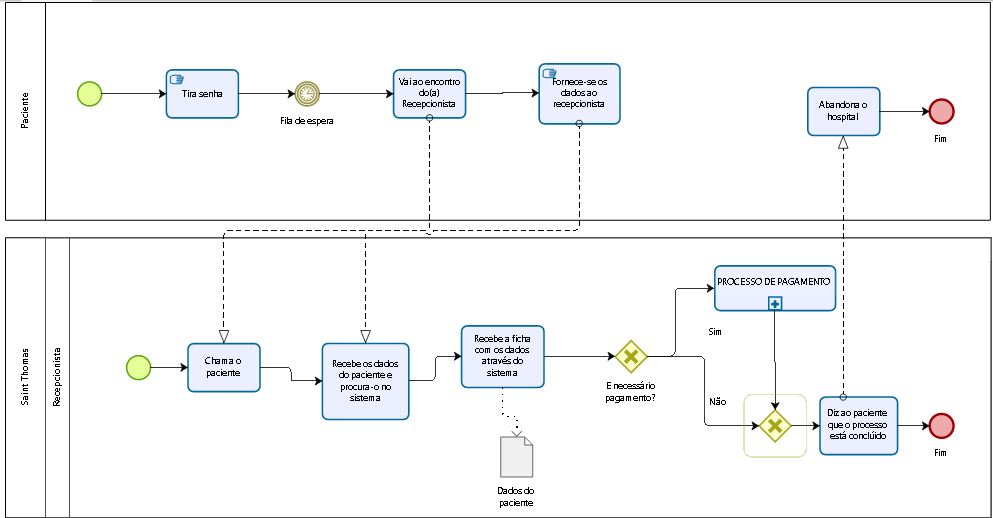 Paciente
Tira senha
Fila de espera
Vai ao encontro
do(a)
Recepcionista
Fornece-se os
dados ao
recepcionista
Abandona o
hospital
Fim
Saint Thomas
Recepcionista
Chama o
paciente
Recebe os dados
do paciente e
procura-o no
sistema
Recebe a ficha
com os dados
através do
sistema
Dados do
paciente
E necessário
pagamento?
Sim
Não
PROCESSO DE PAGAMENTO
Diz ao paciente
que o processo
está conclúido
Fim